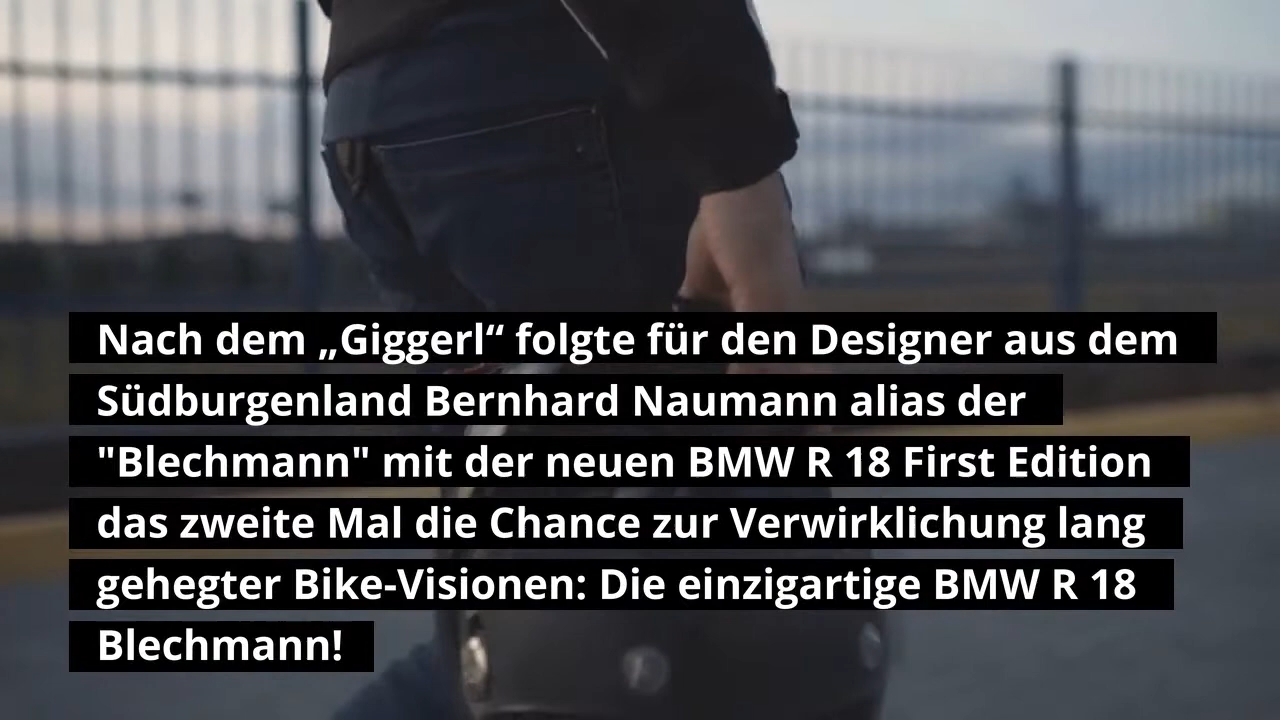 Nach dem „Giggerl“ folgte für den Designer aus dem
Südburgenland Bernhard Naumann alias der
"Blechmann" mit der neuen BMW R 18 First Edition
das zweite Mal die Chance zur Verwirklichung lang
gehegter Bike-Visionen: Die einzigartige BMW R 18
Blechmann!